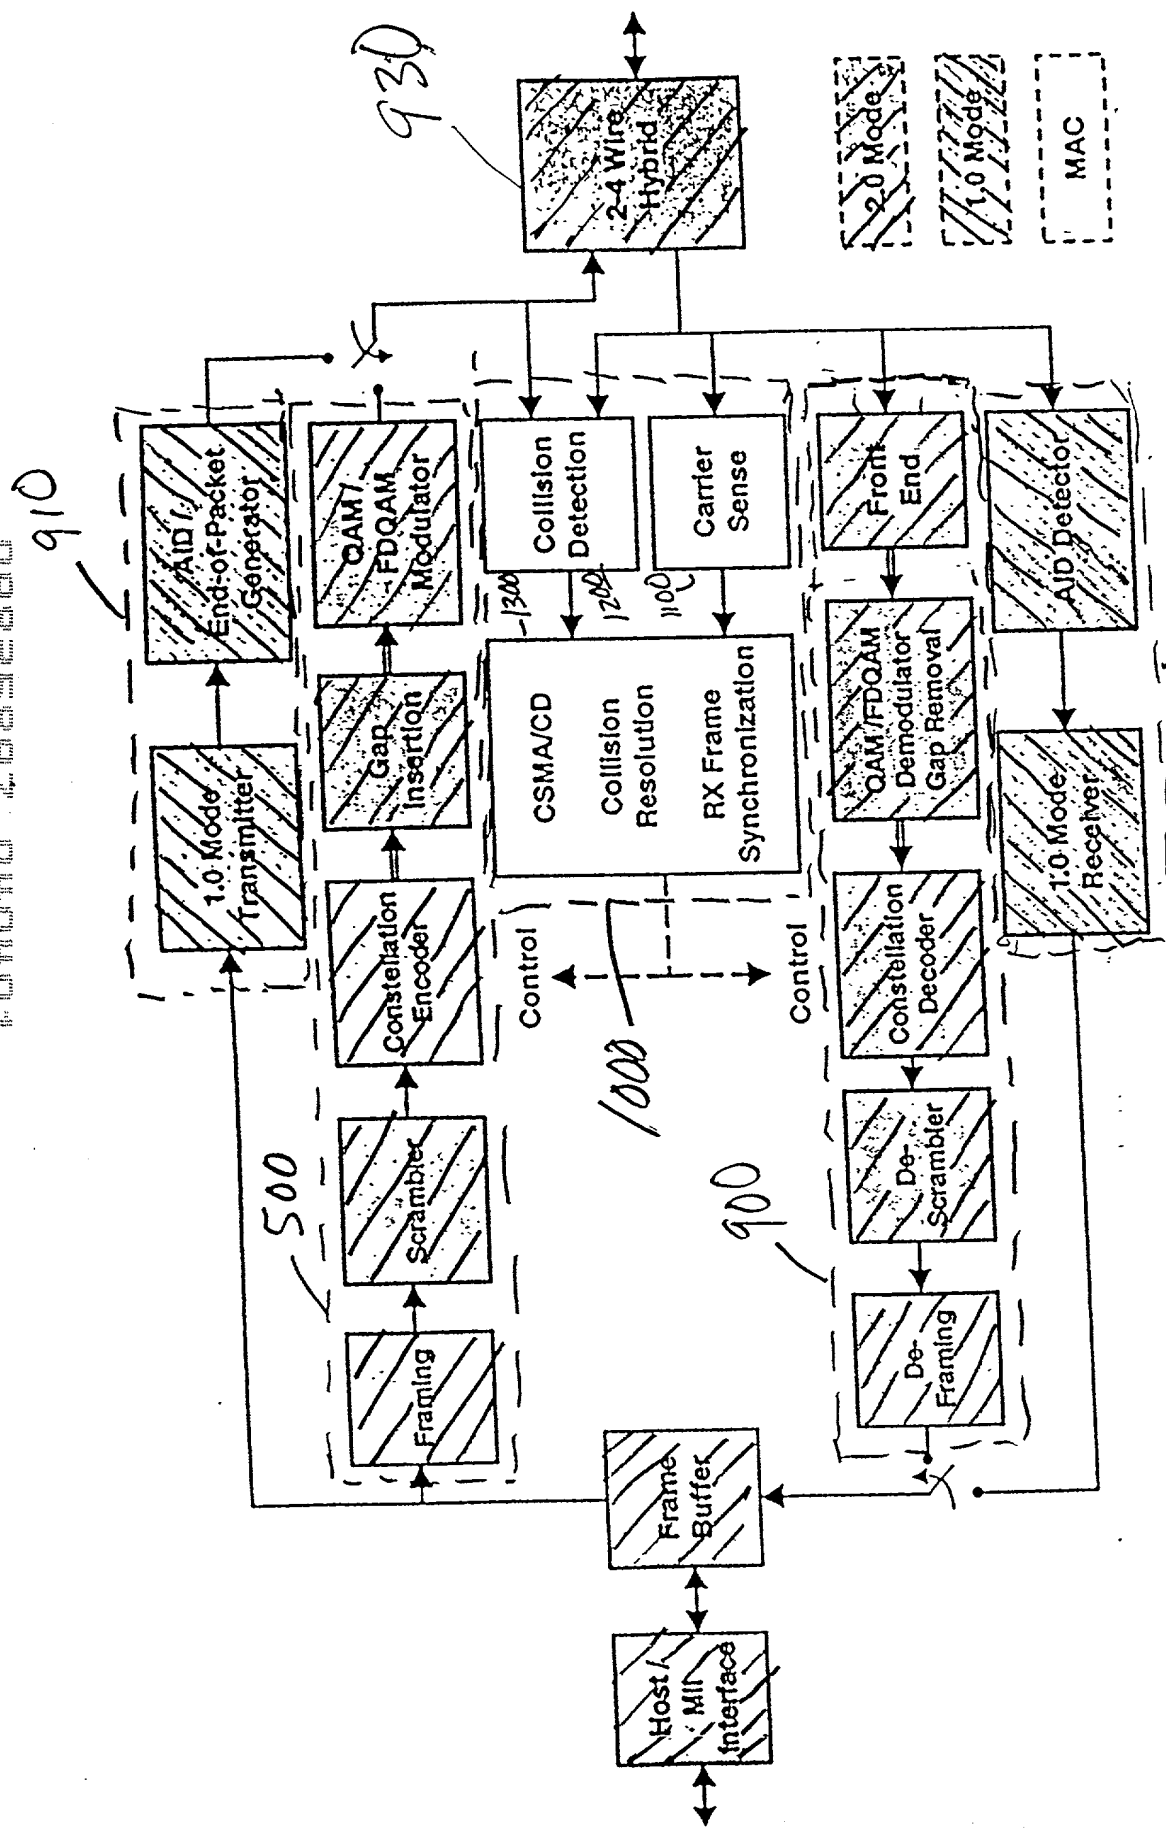 910
AID /
End-of-Packet
Generator
1.0 Mode
Transmitter
930
2-4 Wire
Hybrid
500
Framing
Scrambler
Constellation
Encoder
Gap
Insertion
QAM /
FDQAM
Modulator
Host /
MII
Interface
Frame
Buffer
Control
1000
Control
CSMA/CD
Collision
Resolution
RX Frame
Synchronization
1300
1200
1100
Collision
Detection
Carrier
Sense
900
De-
Framing
De-
Scrambler
Constellation
Decoder
QAM /FDQAM
Demodulator
Gap Removal
Front
End
1.0 Mode
Receiver
AID Detector
2.0 Mode
1.0 Mode
MAC